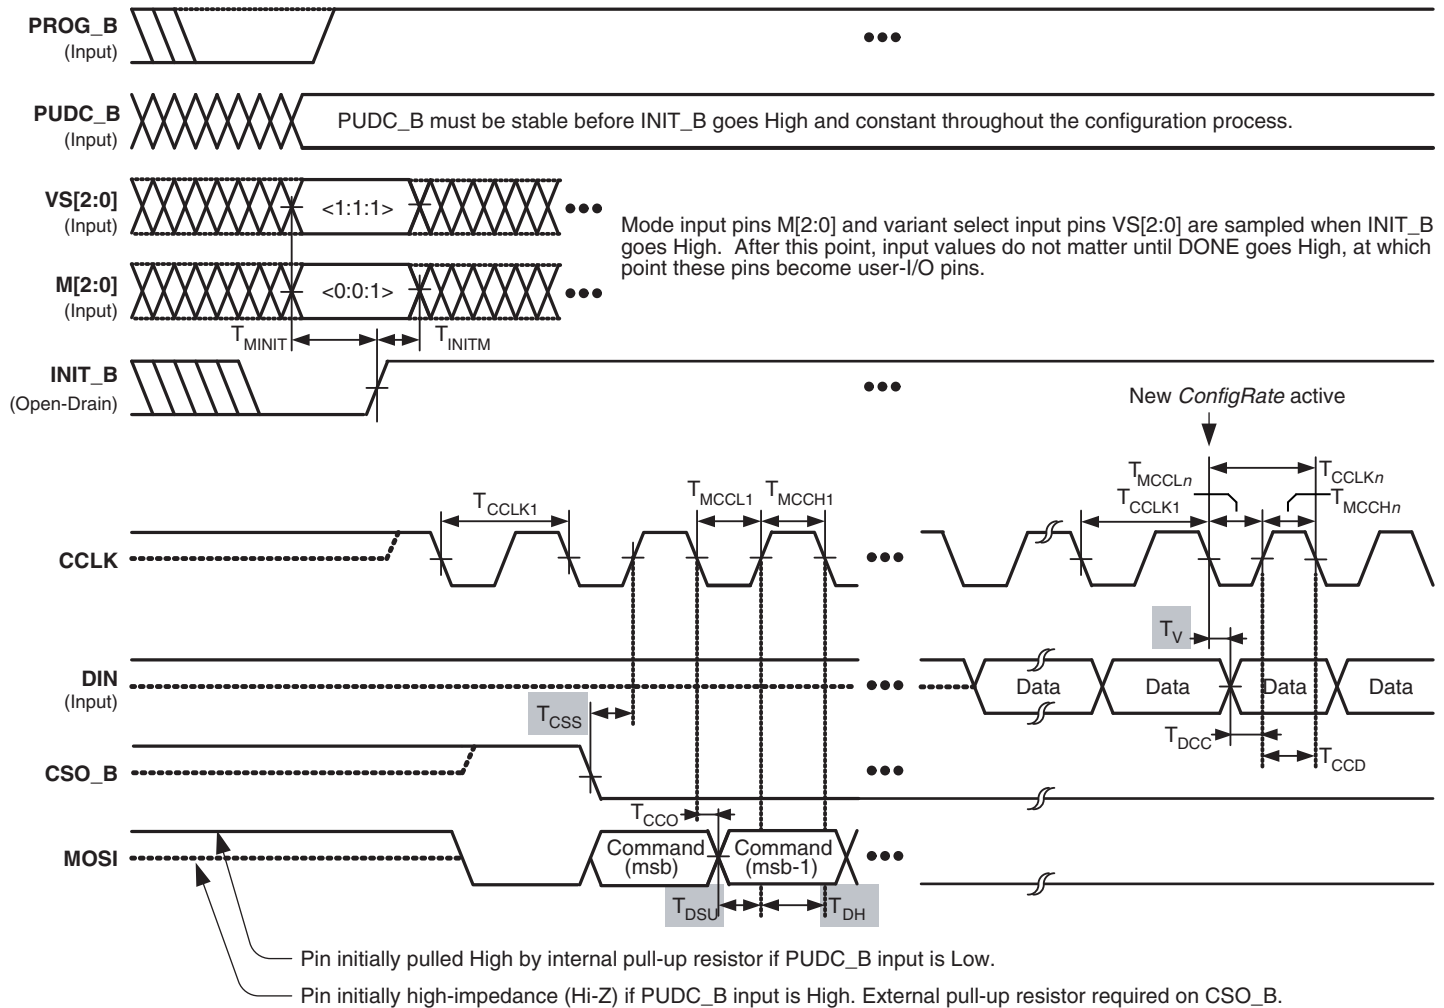 PROG_B
(Input)
PUDC_B
(Input)
PUDC_B must be stable before INIT_B goes High and constant throughout the configuration process.
VS[2:0]
(Input)
<1:1:1>
Mode input pins M[2:0] and variant select input pins VS[2:0] are sampled when INIT_B
goes High. After this point, input values do not matter until DONE goes High, at which
point these pins become user-I/O pins.
M[2:0]
(Input)
<0:0:1>
TMINIT
TINITM
INIT_B
(Open-Drain)
New ConfigRate active
TCCLK1
TMCCL1
TMCCH1
TMCCLn
TCCLK1
TCCLKn
TMCCHn
CCLK
TV
DIN
(Input)
Data
Data
Data
Data
TCSS
TDCC
TCCD
CSO_B
TCCO
MOSI
Command
(msb)
Command
(msb-1)
TDSU
TDH
Pin initially pulled High by internal pull-up resistor if PUDC_B input is Low.
Pin initially high-impedance (Hi-Z) if PUDC_B input is High. External pull-up resistor required on CSO_B.